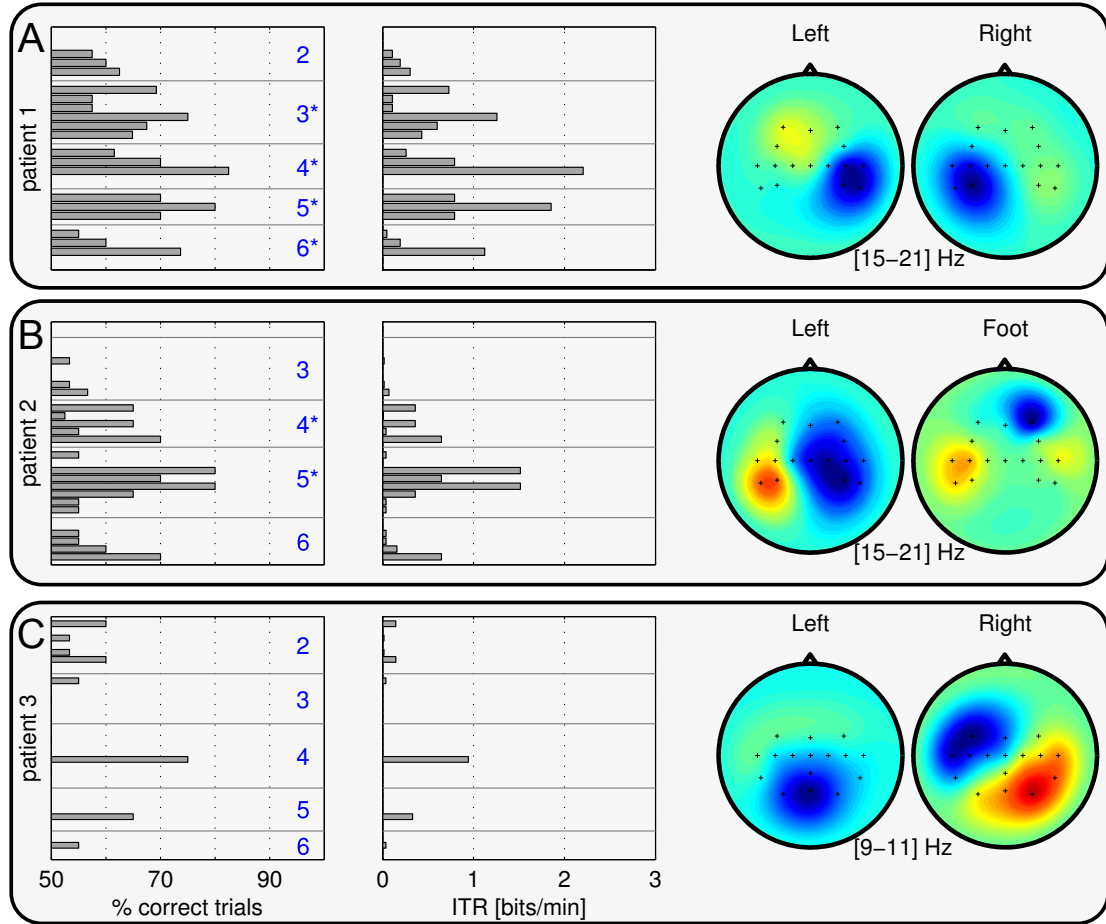 A
patient 1
2
3*
4*
5*
6*
Left
Right
[15−21] Hz
B
patient 2
3
4*
5*
6
Left
Foot
[15−21] Hz
C
patient 3
2
3
4
5
6
50
70
90
% correct trials
0
1
2
3
ITR [bits/min]
Left
Right
[9−11] Hz